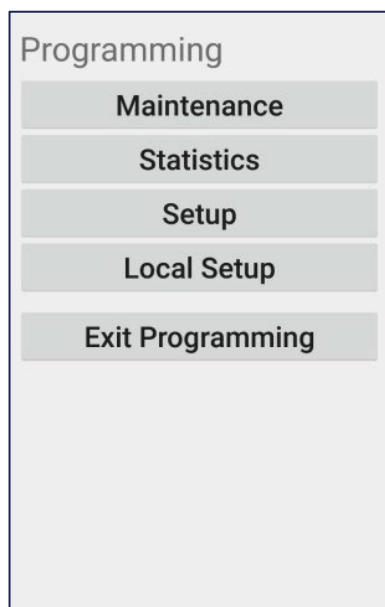 Programming
Maintenance
Statistics
Setup
Local Setup
Exit Programming